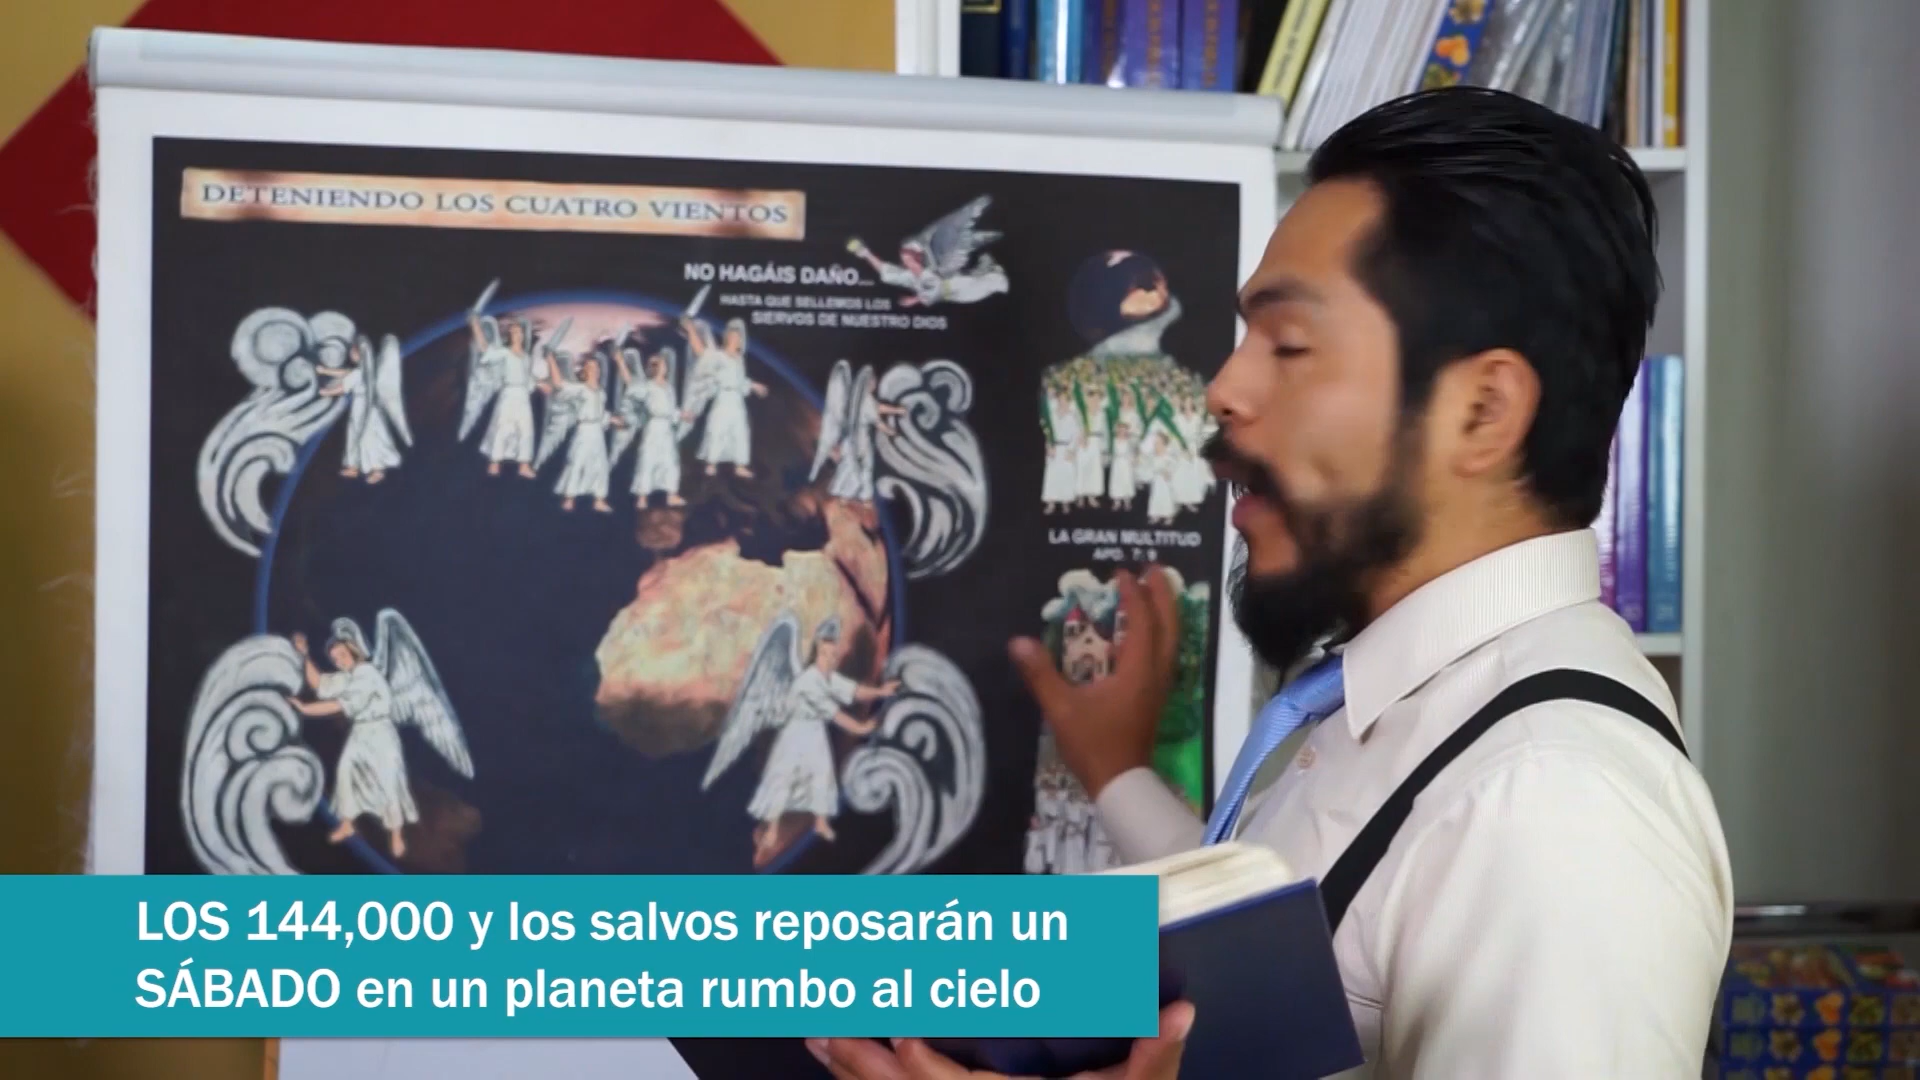 DETENIENDO LOS CUATRO VIENTOS
NO HAGÁIS DAÑO...
HASTA QUE SELLEMOS LOS
SIERVOS DE NUESTRO DIOS
LA GRAN MULTITUD
APO. 7: 9
LOS 144,000 y los salvos reposarán un
SÁBADO en un planeta rumbo al cielo